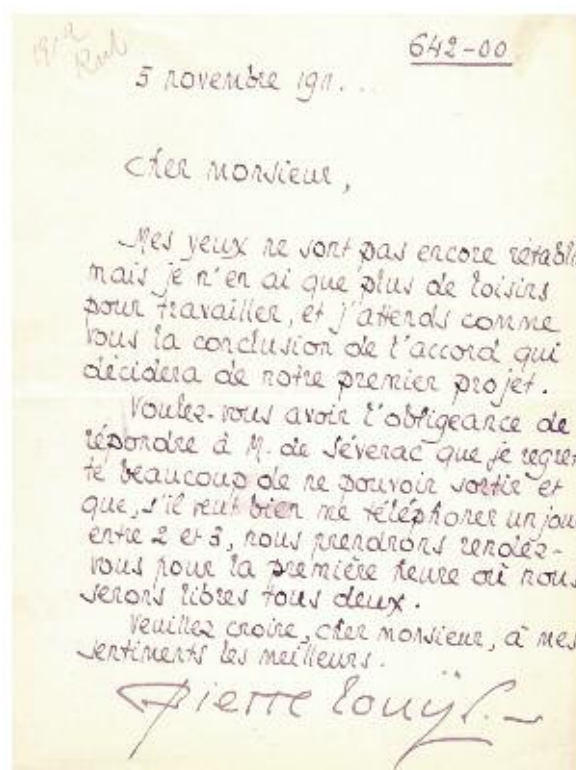 642-00
5 novembre 1911...
cher monsieur,
Mes yeux ne sont pas encore rétabli
mais je n'en ai que plus de loisirs
pour travailler, et j'attends comme
vous la conclusion de l'accord qui
décidera de notre premier projet.
Voulez-vous avoir l'obligeance de
répondre à M. de Séverac que je regret
te beaucoup de ne pouvoir sortir et
que, s'il veut bien me téléphoner un jou
entre 2 et 3, nous prendrons rendez-
vous pour la première heure où nous
serons libres tous deux.
Veuillez croire, cher monsieur, à mes
sentiments les meilleurs.
Pierre Louÿs